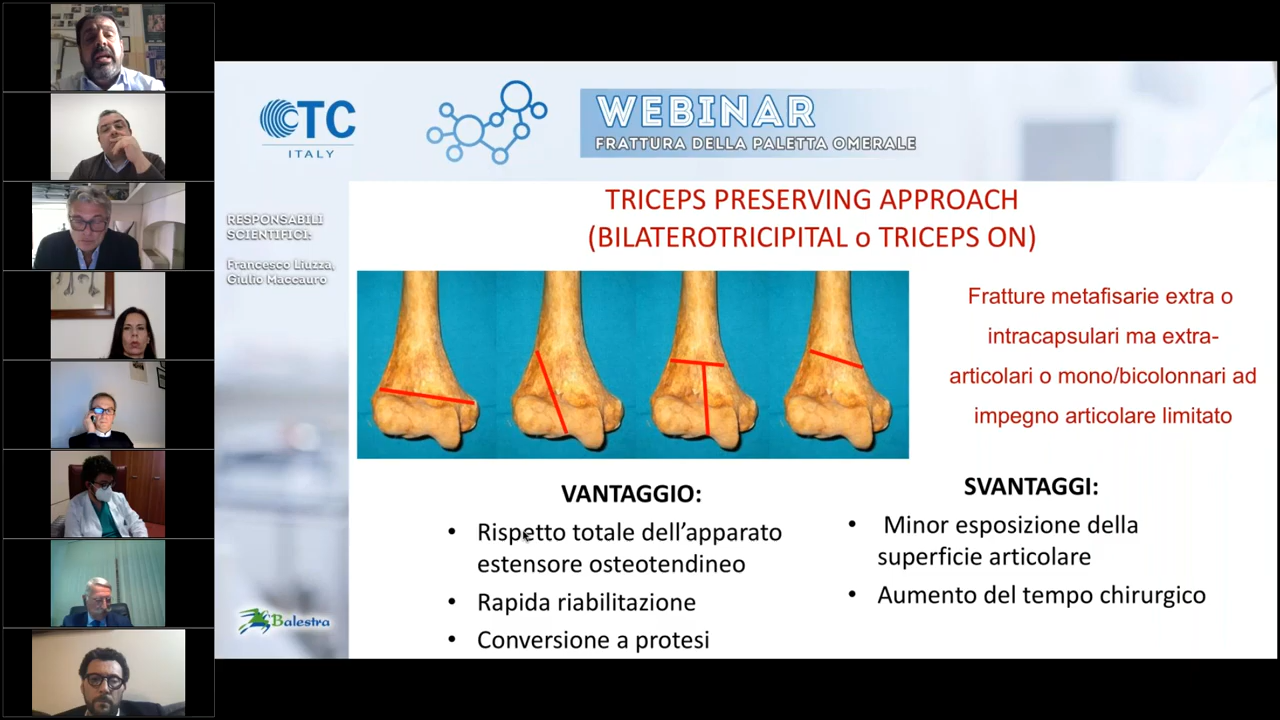 CTC
ITALY
WEBINAR
FRATTURA DELLA PALETTA OMERALE
RESPONSABILI
SCIENTIFICI:
Francesco Liuzza,
Giulio Maccauro
TRICEPS PRESERVING APPROACH
(BILATEROTRICIPITAL o TRICEPS ON)
Fratture metafisarie extra o
intracapsulari ma extra-
articolari o mono/bicolonnari ad
impegno articolare limitato
VANTAGGIO:
• Rispetto totale dell’apparato
estensore osteotendineo
• Rapida riabilitazione
• Conversione a protesi
SVANTAGGI:
• Minor esposizione della
superficie articolare
• Aumento del tempo chirurgico
Balestra